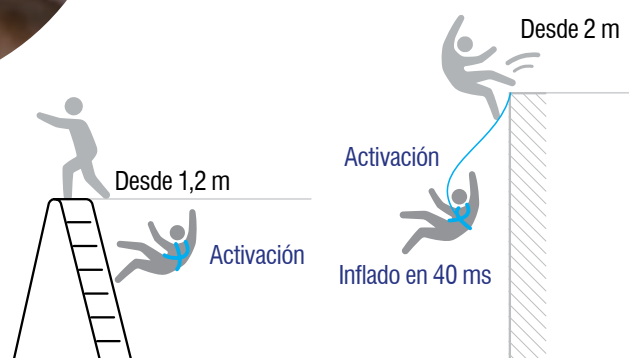 Desde 1,2 m
Activación
Desde 2 m
Activación
Inflado en 40 ms